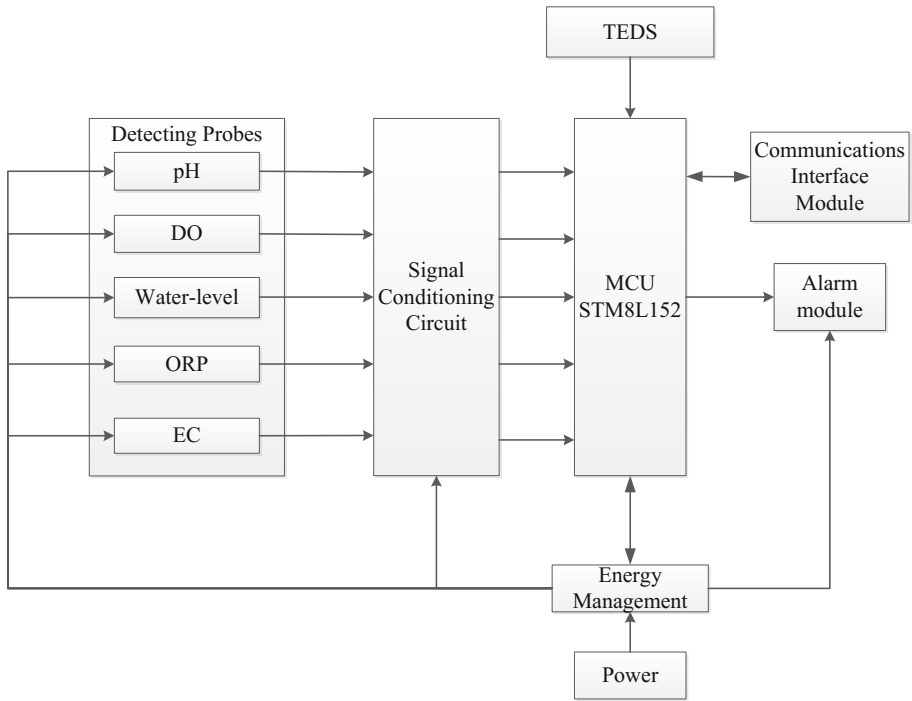 TEDS
Detecting Probes
pH
DO
Water-level
ORP
EC
Signal
Conditioning
Circuit
MCU
STM8L152
Communications
Interface
Module
Alarm
module
Energy
Management
Power